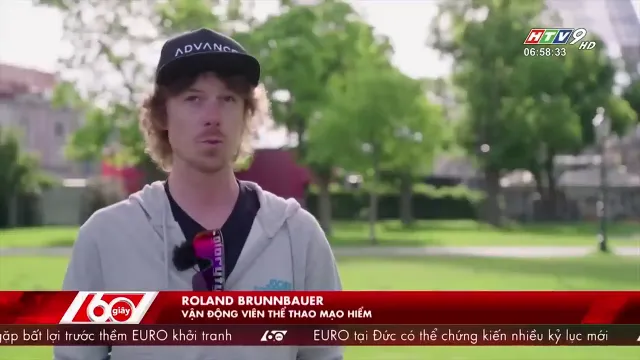 ADVANCE
HTV9 HD
06:58:33
60 giây
ROLAND BRUNNBAUER
VẬN ĐỘNG VIÊN THỂ THAO MẠO HIỂM
gặp bất lợi trước thềm EURO khởi tranh
EURO tại Đức có thể chứng kiến nhiều kỷ lục mới